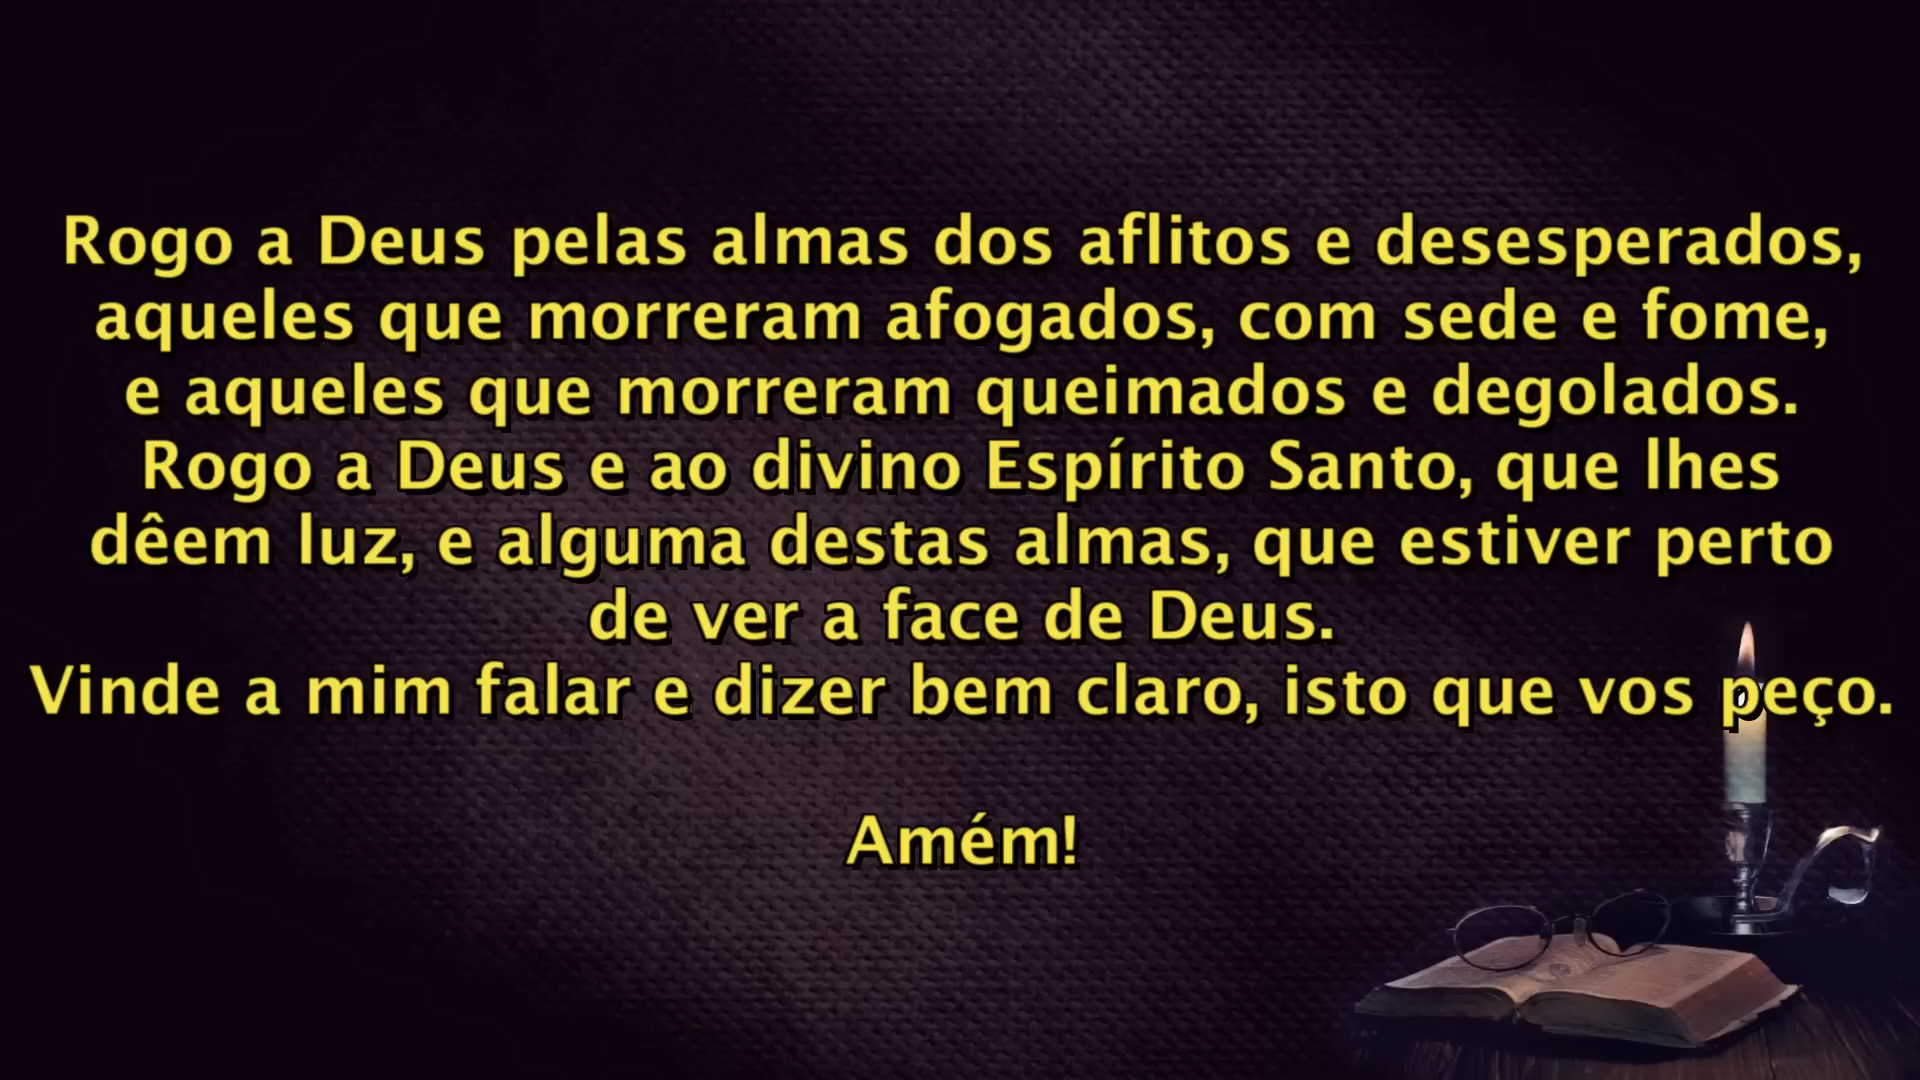 Rogo a Deus pelas almas dos aflitos e desesperados,
aqueles que morreram afogados, com sede e fome,
e aqueles que morreram queimados e degolados.
Rogo a Deus e ao divino Espírito Santo, que lhes
dêem luz, e alguma destas almas, que estiver perto
de ver a face de Deus.
Vinde a mim falar e dizer bem claro, isto que vos peço.
Amém!